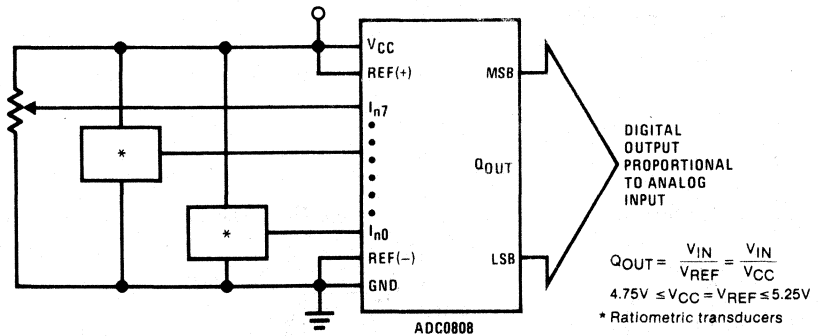 VCC
REF(+)
In7
*
*
In0
REF(−)
GND
MSB
QOUT
LSB
ADC0808
DIGITAL
OUTPUT
PROPORTIONAL
TO ANALOG
INPUT
QOUT = VIN/VREF = VIN/VCC
4.75V ≤ VCC = VREF ≤ 5.25V
* Ratiometric transducers